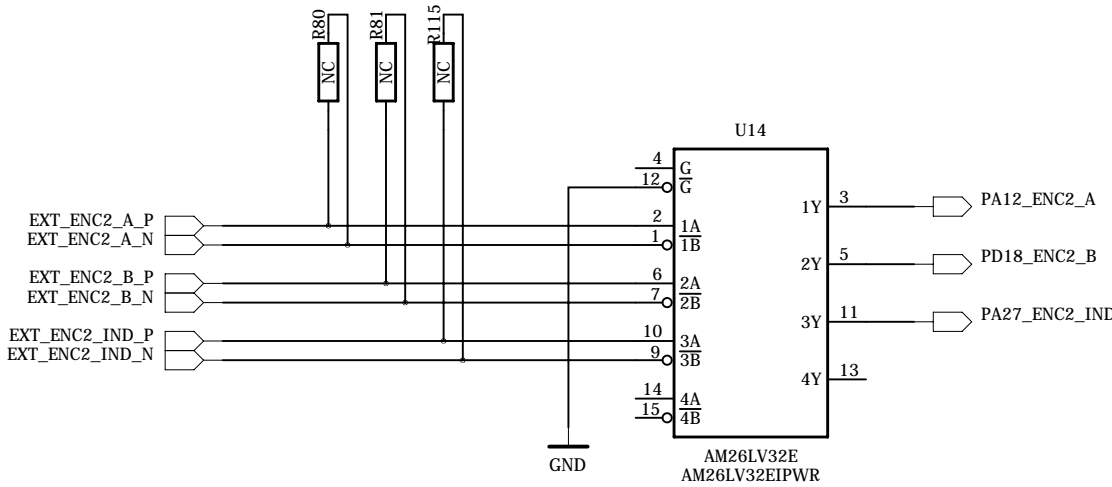 R80
R81
R115
NC
NC
NC
U14
4
G
12
G
EXT_ENC2_A_P
2
1A
1Y
3
PA12_ENC2_A
EXT_ENC2_A_N
1
1B
2Y
5
PD18_ENC2_B
EXT_ENC2_B_P
6
2A
EXT_ENC2_B_N
7
2B
3Y
11
PA27_ENC2_IND
EXT_ENC2_IND_P
10
3A
EXT_ENC2_IND_N
9
3B
4Y
13
14
4A
15
4B
GND
AM26LV32E
AM26LV32EIPWR